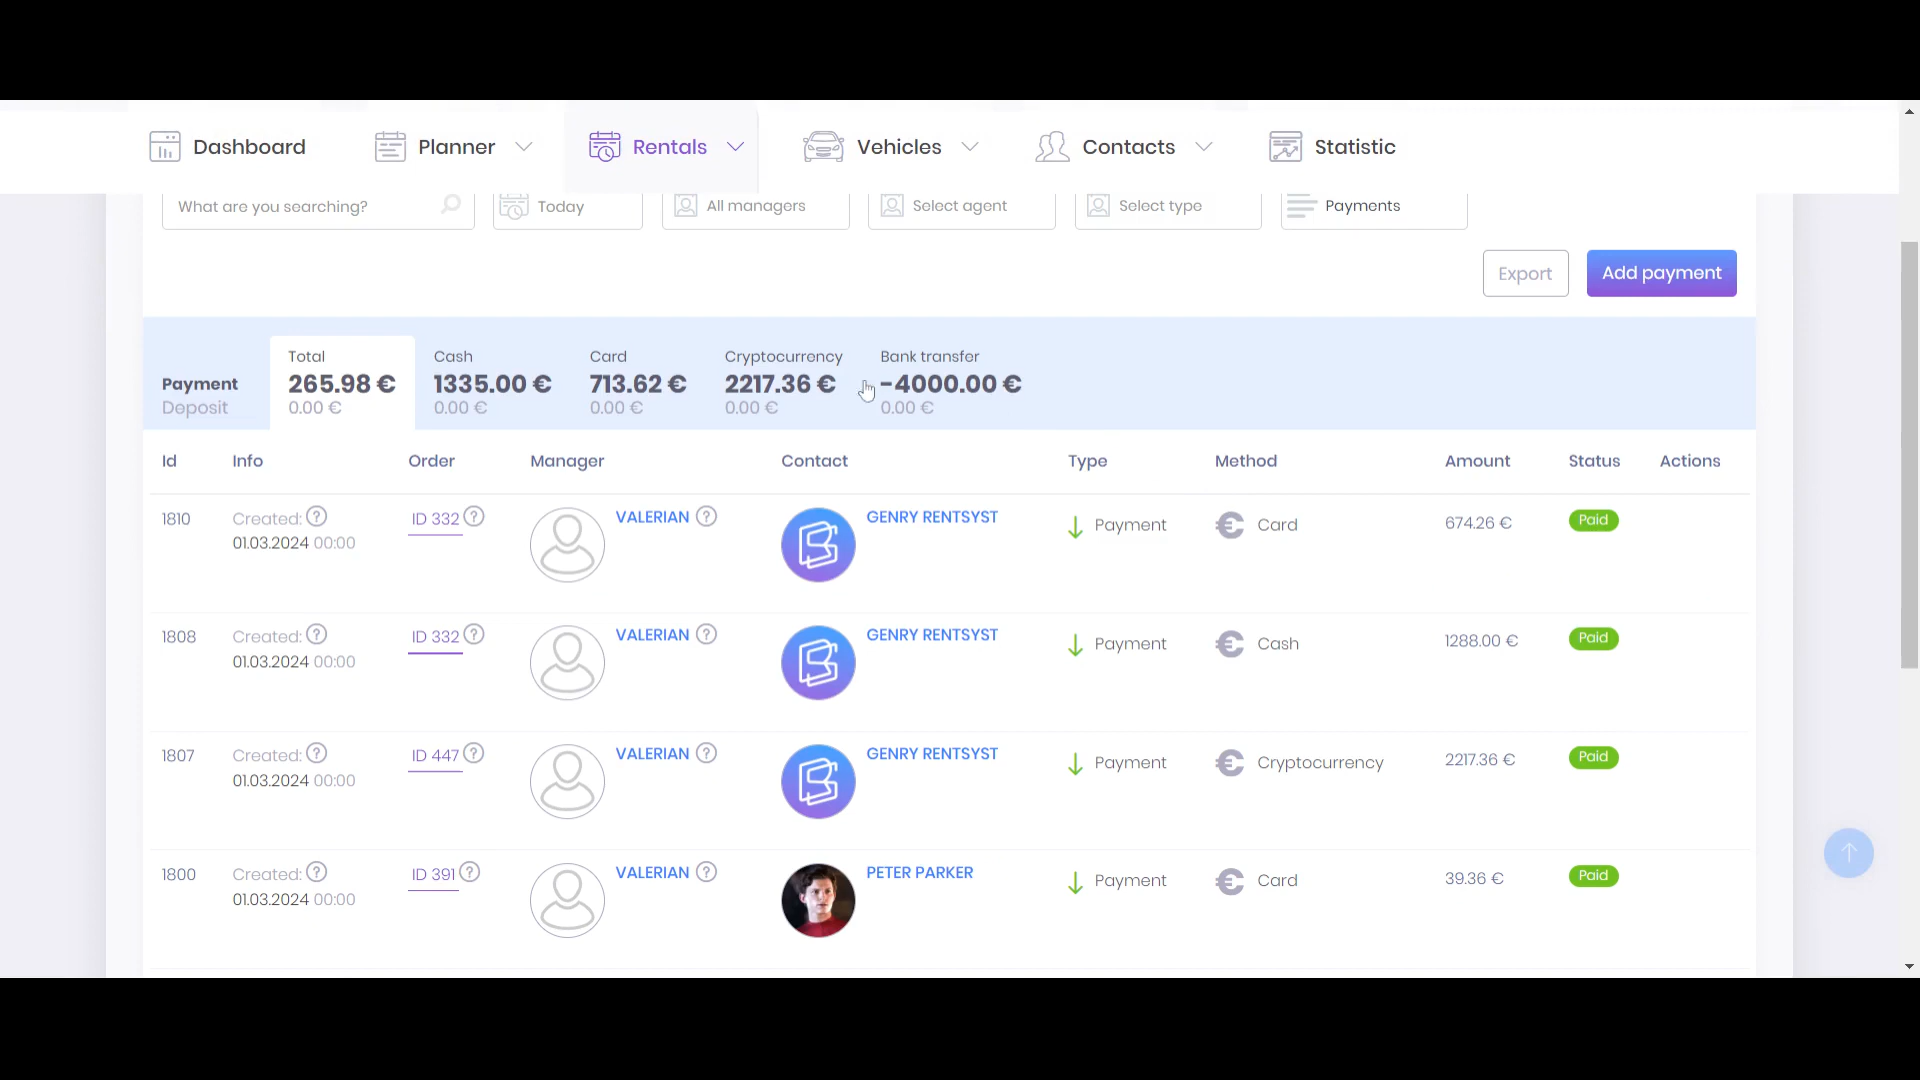 Dashboard Planner Rentals Vehicles Contacts Statistic
What are you searching? Today All managers Select agent Select type Payments
Export Add payment
Total Cash Card Cryptocurrency Bank transfer
Payment 265.98 € 1335.00 € 713.62 € 2217.36 € -4000.00 €
Deposit 0.00 € 0.00 € 0.00 € 0.00 € 0.00 €
Id Info Order Manager Contact Type Method Amount Status Actions
1810 Created: ? ID 332 ? VALERIAN ? GENRY RENTSYST Payment € Card 674.26 € Paid
01.03.2024 00:00
1808 Created: ? ID 332 ? VALERIAN ? GENRY RENTSYST Payment € Cash 1288.00 € Paid
01.03.2024 00:00
1807 Created: ? ID 447 ? VALERIAN ? GENRY RENTSYST Payment € Cryptocurrency 2217.36 € Paid
01.03.2024 00:00
1800 Created: ? ID 391 ? VALERIAN ? PETER PARKER Payment € Card 39.36 € Paid
01.03.2024 00:00